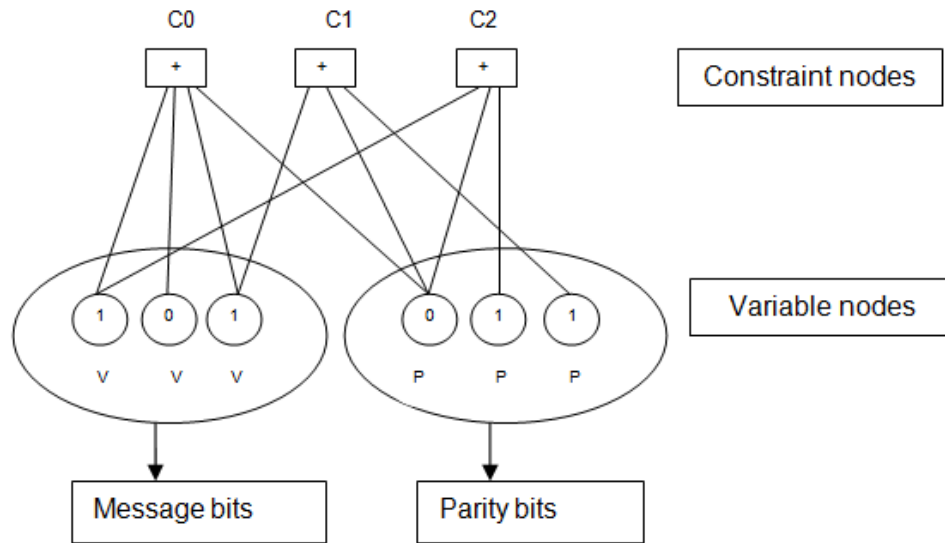 C0 C1 C2
+ + +
Constraint nodes
1 0 1 0 1 1
Variable nodes
V V V P P P
Message bits
Parity bits